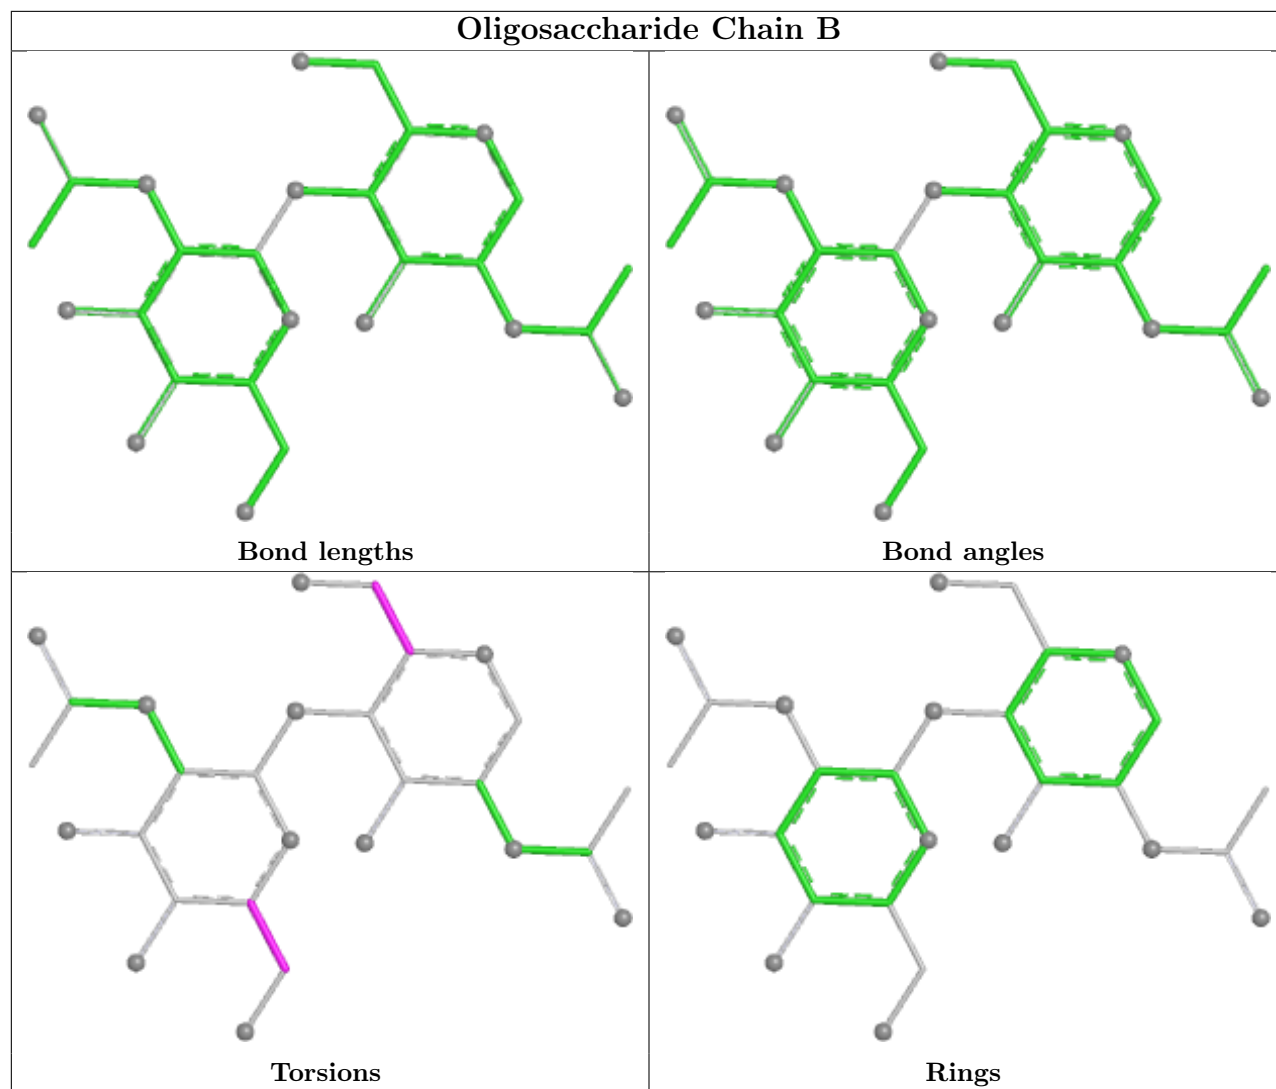 Oligosaccharide Chain B
Bond lengths
Bond angles
Torsions
Rings